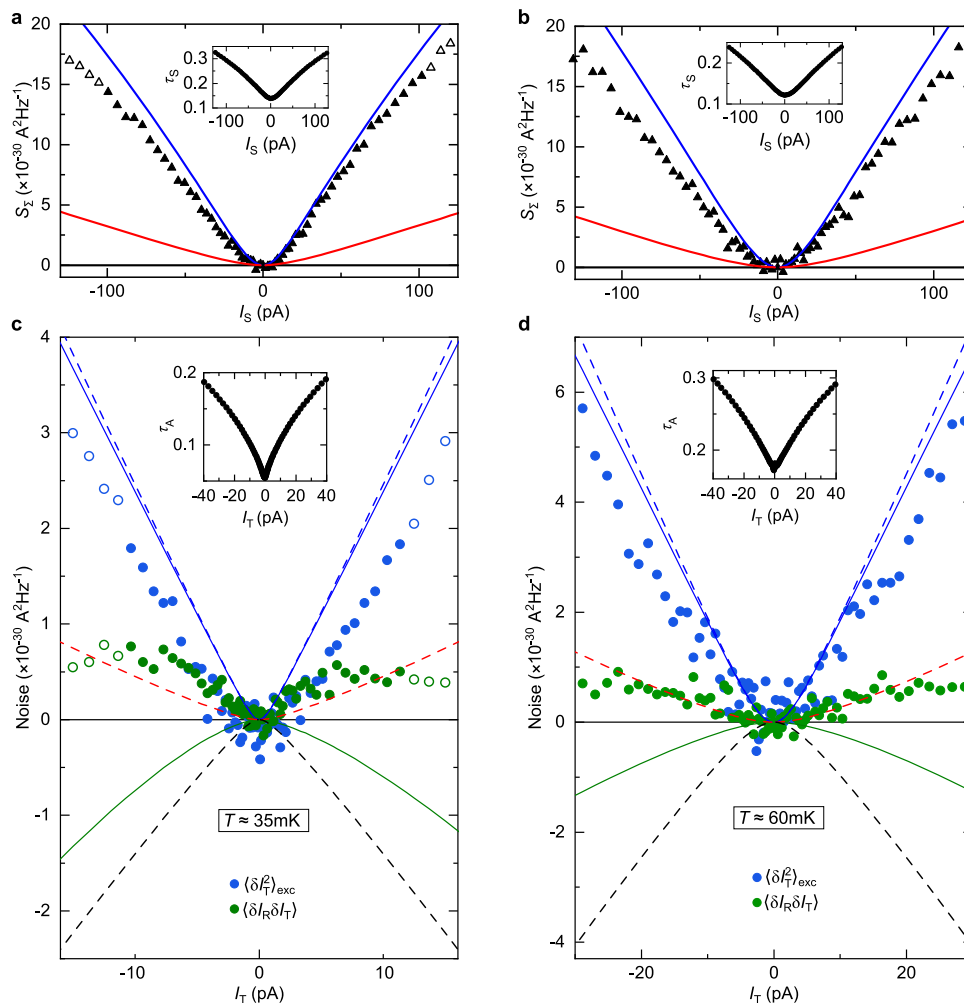 a
S_Σ (×10⁻³⁰ A²Hz⁻¹)
20
15
10
5
0
-100
0
100
I_S (pA)
τ_S
0.3
0.2
0.1
-100
0
100
I_S (pA)
b
S_Σ (×10⁻³⁰ A²Hz⁻¹)
20
15
10
5
0
-100
0
100
I_S (pA)
τ_S
0.2
0.1
-100
0
100
I_S (pA)
c
Noise (×10⁻³⁰ A²Hz⁻¹)
4
3
2
1
0
-1
-2
-10
0
10
I_T (pA)
τ_A
0.2
0.1
-40
-20
0
20
40
I_T (pA)
T ≈ 35mK
⟨δI_T²⟩_exc
⟨δI_RδI_T⟩
d
Noise (×10⁻³⁰ A²Hz⁻¹)
6
4
2
0
-2
-4
-20
0
20
I_T (pA)
τ_A
0.3
0.2
-40
-20
0
20
40
I_T (pA)
T ≈ 60mK
⟨δI_T²⟩_exc
⟨δI_RδI_T⟩